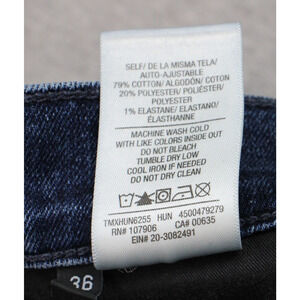 SELF/ DE LA MISMA TELA/
AUTO-AJUSTABLE
79% COTTON/ ALGODÓN/ COTON
20% POLYESTER/ POLIÉSTER/
POLYESTER
1% ELASTANE/ ELASTANO/
ÉLASTHANNE
MACHINE WASH COLD
WITH LIKE COLORS INSIDE OUT
DO NOT BLEACH
TUMBLE DRY LOW
COOL IRON IF NEEDED
DO NOT DRY CLEAN
TMXHUN6255 HUN 4500479279
RN# 107906 CA# 00635
EIN# 20-3082491
36